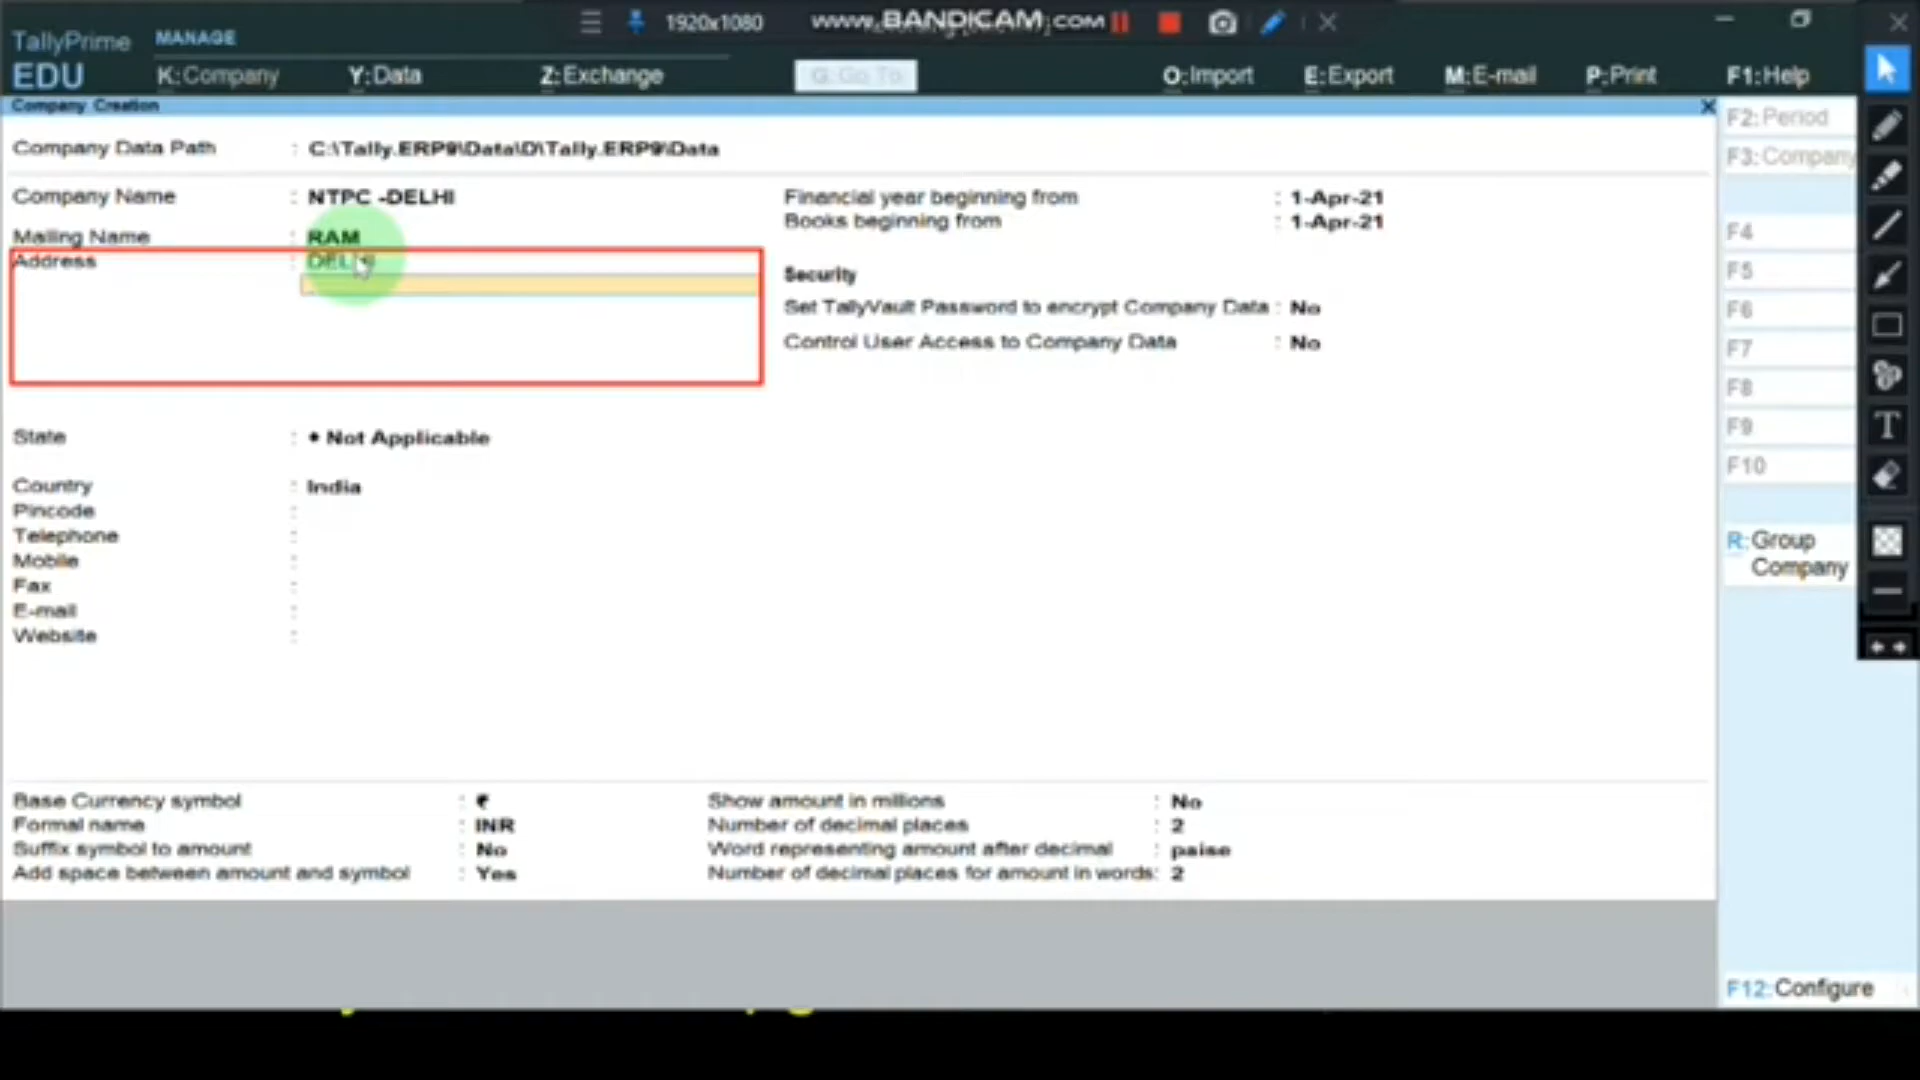 1920x1080 www.BANDICAM.COM
TallyPrime MANAGE
EDU K:Company Y:Data Z:Exchange G:Go To O:Import E:Export M:E-mail P:Print F1:Help
Company Creation
Company Data Path : C:\Tally.ERP9\Data\D\Tally.ERP9\Data
Company Name : NTPC -DELHI
Mailing Name : RAM
Address : DELHI
State : ♦ Not Applicable
Country : India
Pincode :
Telephone :
Mobile :
Fax :
E-mail :
Website :
Financial year beginning from : 1-Apr-21
Books beginning from : 1-Apr-21
Security
Set TallyVault Password to encrypt Company Data : No
Control User Access to Company Data : No
Base Currency symbol : ₹
Formal name : INR
Suffix symbol to amount : No
Add space between amount and symbol : Yes
Show amount in millions : No
Number of decimal places : 2
Word representing amount after decimal : paise
Number of decimal places for amount in words: 2
F2:Period
F3:Company
F4
F5
F6
F7
F8
F9
F10
R:Group
Company
F12:Configure
T